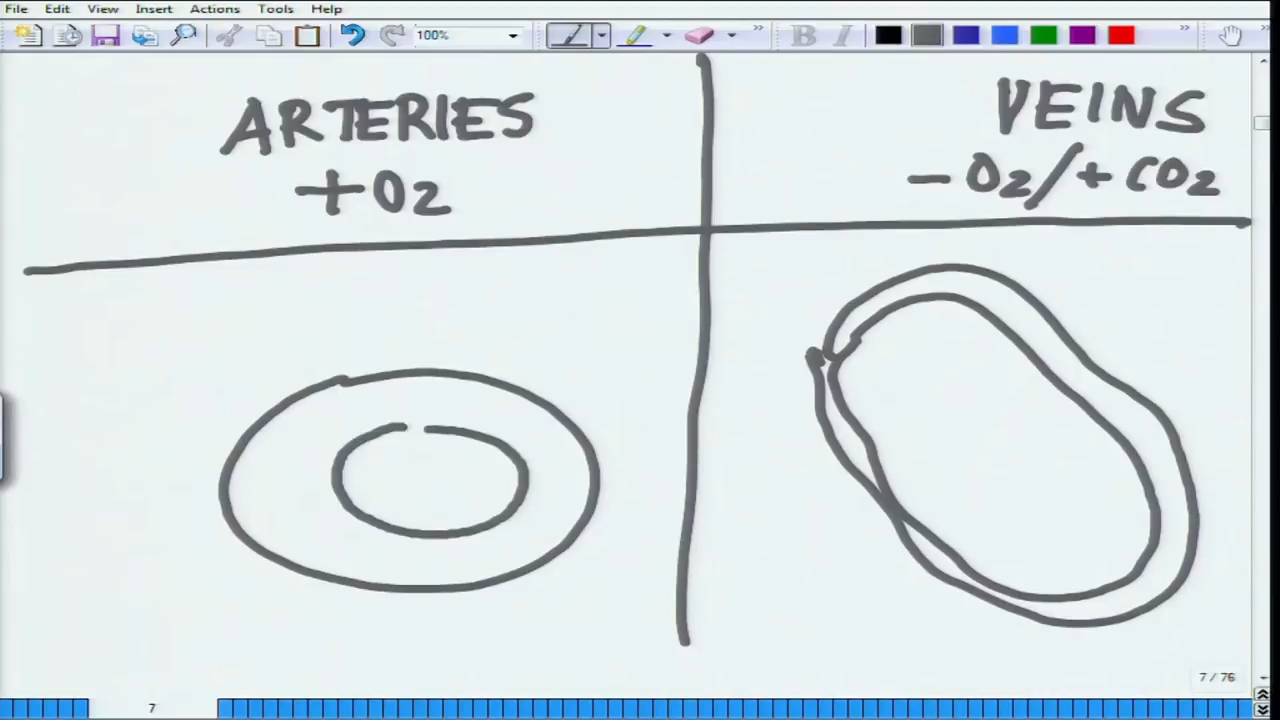 File Edit View Insert Actions Tools Help
100%
B I
ARTERIES
+O2
VEINS
- O2/+ CO2
7 / 76
7